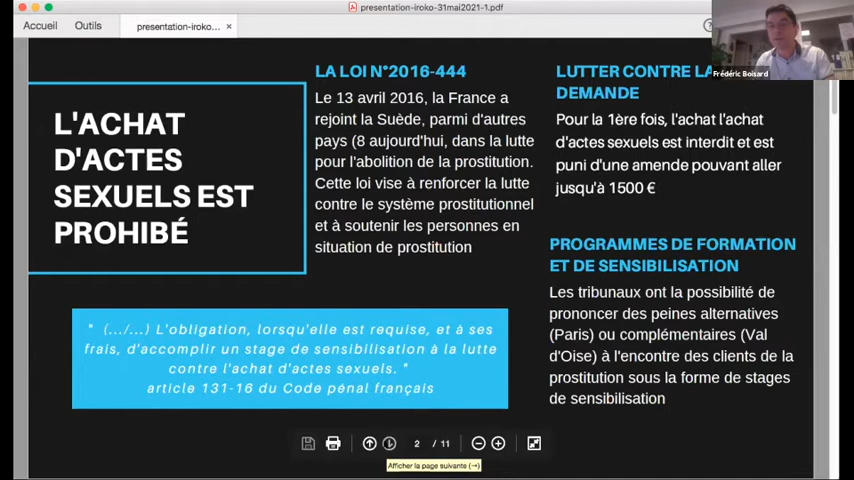 presentation-iroko-31mai2021-1.pdf
Accueil
Outils
presentation-iroko-...
×
Frédéric Boisard
L'ACHAT
D'ACTES
SEXUELS EST
PROHIBÉ
LA LOI N°2016-444
Le 13 avril 2016, la France a
rejoint la Suède, parmi d'autres
pays (8 aujourd'hui, dans la lutte
pour l'abolition de la prostitution.
Cette loi vise à renforcer la lutte
contre le système prostitutionnel
et à soutenir les personnes en
situation de prostitution
LUTTER CONTRE LA
DEMANDE
Pour la 1ère fois, l'achat l'achat
d'actes sexuels est interdit et est
puni d'une amende pouvant aller
jusqu'à 1500 €
PROGRAMMES DE FORMATION
ET DE SENSIBILISATION
Les tribunaux ont la possibilité de
prononcer des peines alternatives
(Paris) ou complémentaires (Val
d'Oise) à l'encontre des clients de la
prostitution sous la forme de stages
de sensibilisation
" (.../...) L'obligation, lorsqu'elle est requise, et à ses
frais, d'accomplir un stage de sensibilisation à la lutte
contre l'achat d'actes sexuels. "
article 131-16 du Code pénal français
2 / 11
Afficher la page suivante (→)